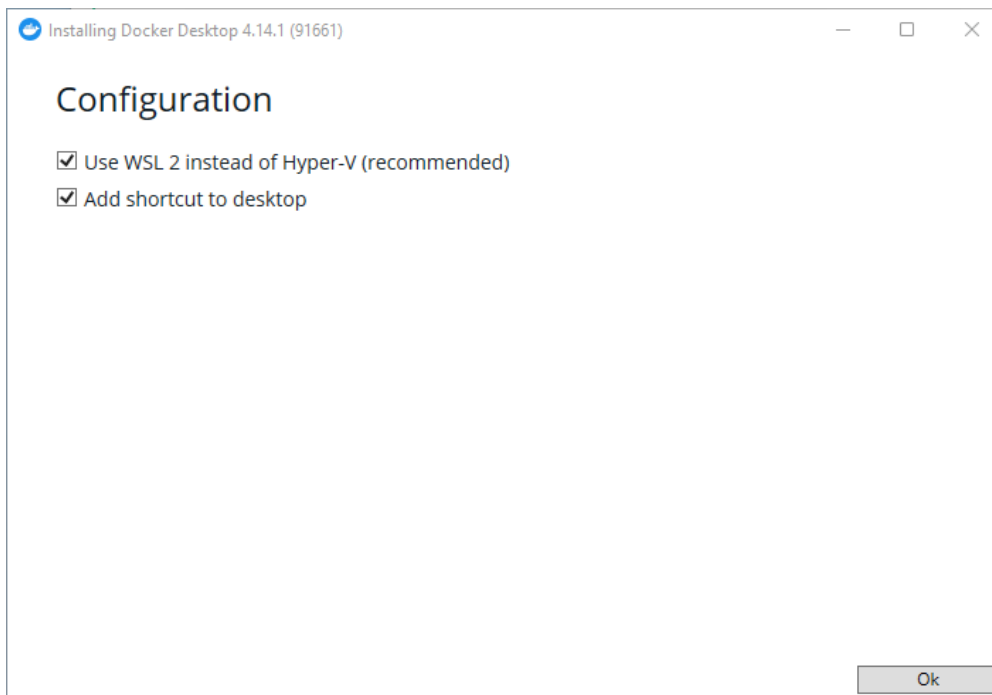 Installing Docker Desktop 4.14.1 (91661)
Configuration
Use WSL 2 instead of Hyper-V (recommended)
Add shortcut to desktop
Ok